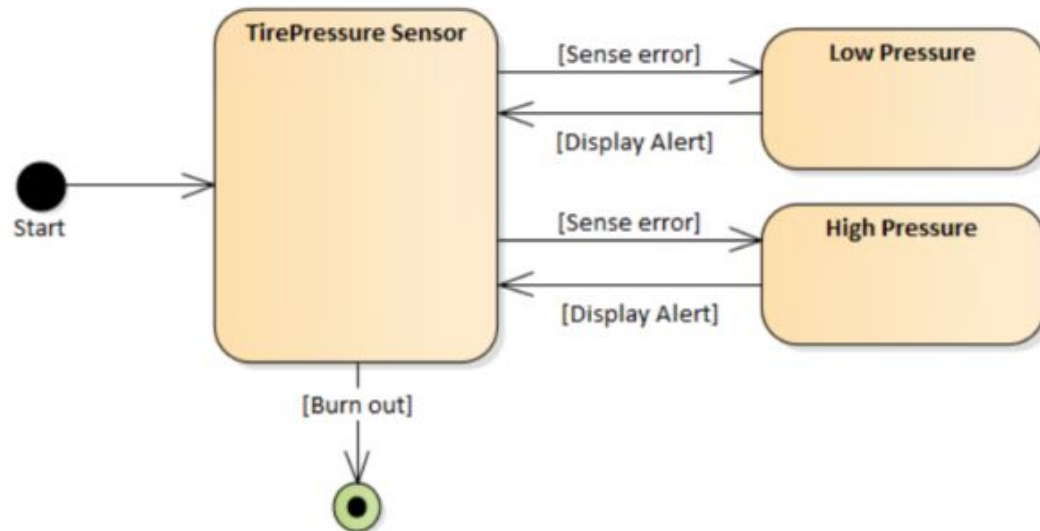 TirePressure Sensor
[Sense error]
Low Pressure
[Display Alert]
Start
[Sense error]
High Pressure
[Display Alert]
[Burn out]